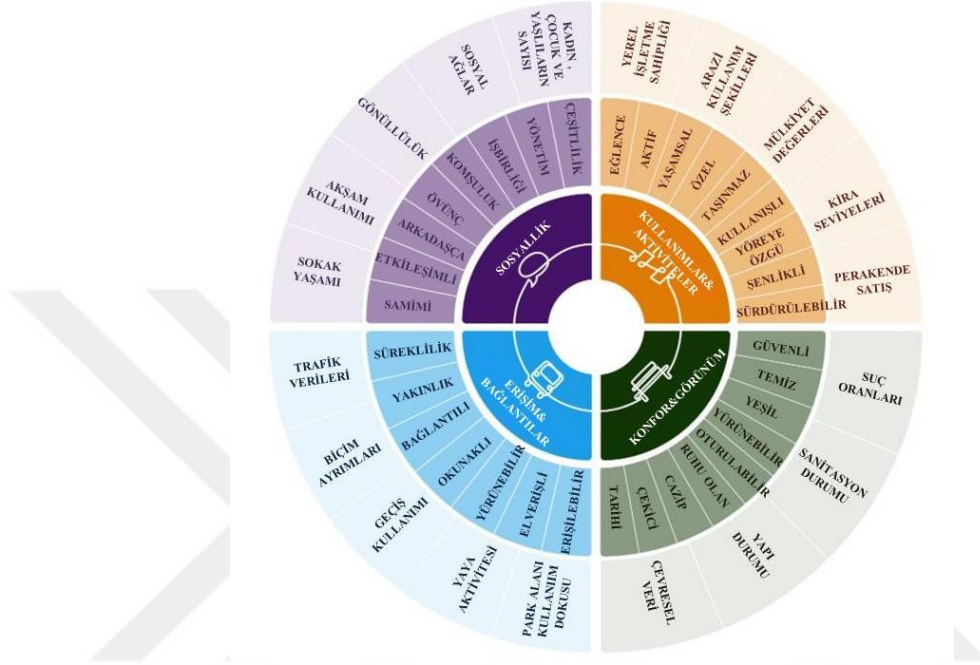 KADIN ,
ÇOCUK VE
YAŞLILARIN
SAYISI
SOSYAL
AĞLAR
GÖNÜLLÜLÜK
AKŞAM
KULLANIMI
SOKAK
YAŞAMI
ÇEŞİTLİLİK
YÖNETİM
İŞBİRLİĞİ
KOMŞULUK
ÖVÜNÇ
ARKADAŞÇA
ETKİLEŞİMLİ
SAMİMİ
SOSYALLİK
YEREL
İŞLETME
SAHİPLİĞİ
ARAZİ
KULLANIM
ŞEKİLLERİ
MÜLKİYET
DEĞERLERİ
KİRA
SEVİYELERİ
PERAKENDE
SATIŞ
EĞLENCE
AKTİF
YAŞAMSAL
ÖZEL
TAŞINMAZ
KULLANIŞLI
YÖREYE
ÖZGÜ
ŞENLİKLİ
SÜRDÜRÜLEBİLİR
KULLANIMLAR&
AKTİVİTELER
TRAFİK
VERİLERİ
BİÇİM
AYRIMLARI
GEÇİŞ
KULLANIMI
YAYA
AKTİVİTESİ
PARK ALANI
KULLANIIM
DOKUSU
SÜREKLİLİK
YAKINLIK
BAĞLANTILI
OKUNAKLI
YÜRÜNEBİLİR
ELVERİŞLİ
ERİŞİLEBİLİR
ERİŞİM&
BAĞLANTILAR
KONFOR&GÖRÜNÜM
GÜVENLİ
TEMİZ
YEŞİL
YÜRÜNEBİLİR
OTURULABİLİR
RUHU OLAN
CAZİP
ÇEKİCİ
TARİHİ
SUÇ
ORANLARI
SANİTASYON
DURUMU
YAPI
DURUMU
ÇEVRESEL
VERİ